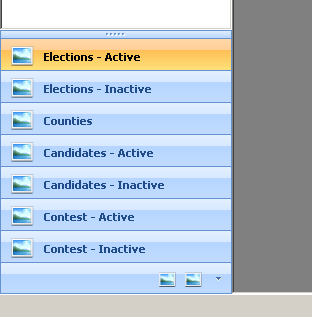 Elections - Active
Elections - Inactive
Counties
Candidates - Active
Candidates - Inactive
Contest - Active
Contest - Inactive